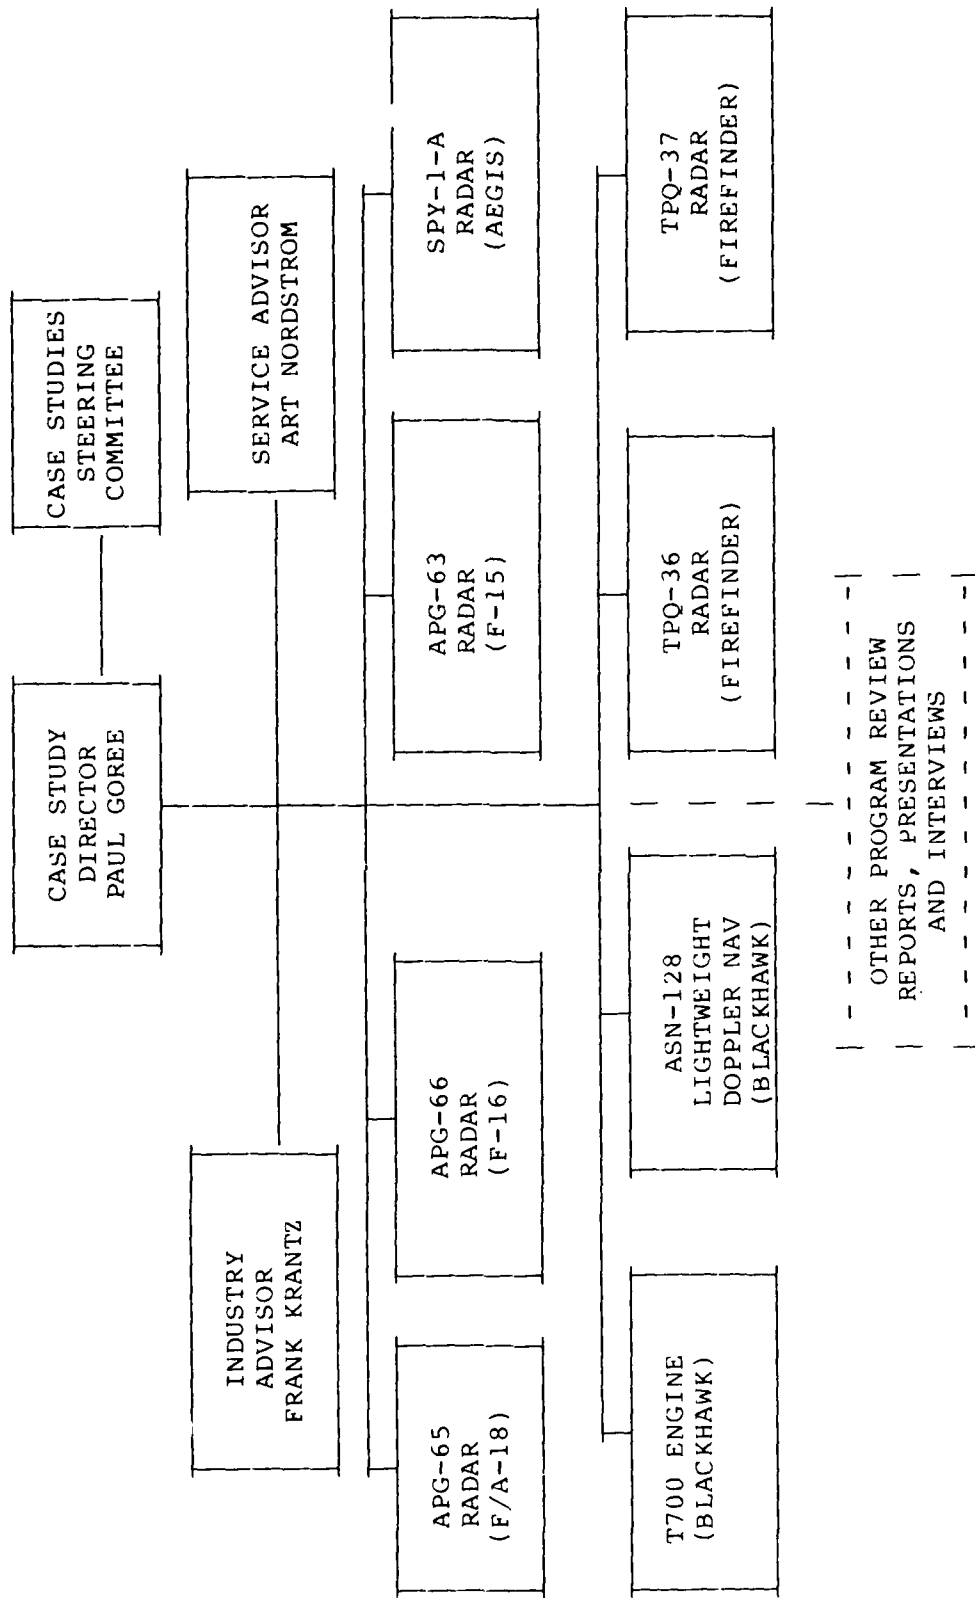 CASE STUDY
DIRECTOR
PAUL GOREE
CASE STUDIES
STEERING
COMMITTEE
INDUSTRY
ADVISOR
FRANK KRANTZ
SERVICE ADVISOR
ART NORDSTROM
APG-65
RADAR
(F/A-18)
APG-66
RADAR
(F-16)
APG-63
RADAR
(F-15)
SPY-1-A
RADAR
(AEGIS)
T700 ENGINE
(BLACKHAWK)
ASN-128
LIGHTWEIGHT
DOPPLER NAV
(BLACKHAWK)
TPQ-36
RADAR
(FIREFINDER)
TPQ-37
RADAR
(FIREFINDER)
OTHER PROGRAM REVIEW
REPORTS, PRESENTATIONS
AND INTERVIEWS